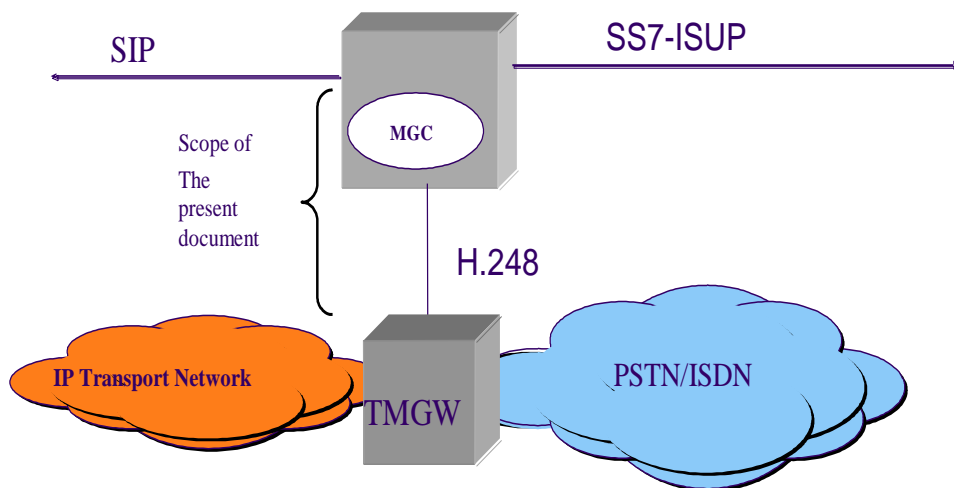 SIP
SS7-ISUP
MGC
Scope of
The
present
document
H.248
IP Transport Network
TMGW
PSTN/ISDN